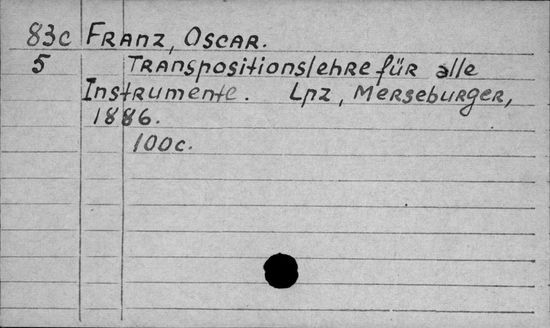 83c Franz, Oscar.
5 Transpositionslehre für alle
Instrumente. Lpz, Merseburger,
1886.
100c.